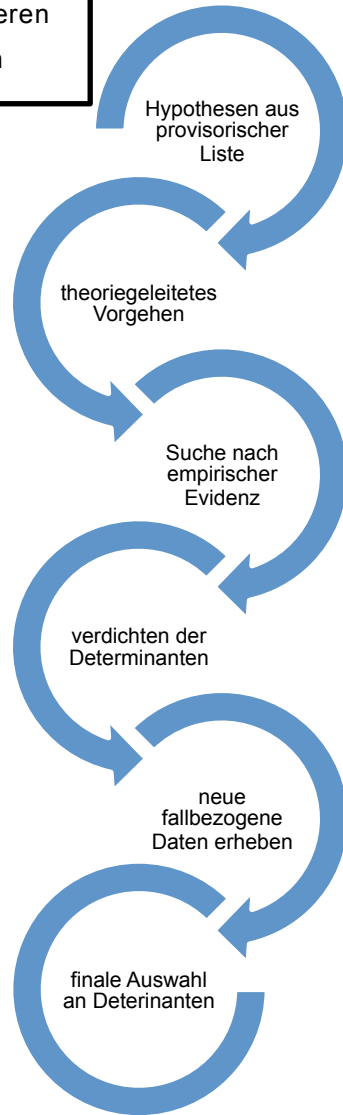 eren
Hypothesen aus
provisorischer
Liste
theoriegeleitetes
Vorgehen
Suche nach
empirischer
Evidenz
verdichten der
Determinanten
neue
fallbezogene
Daten erheben
finale Auswahl
an Deterinanten